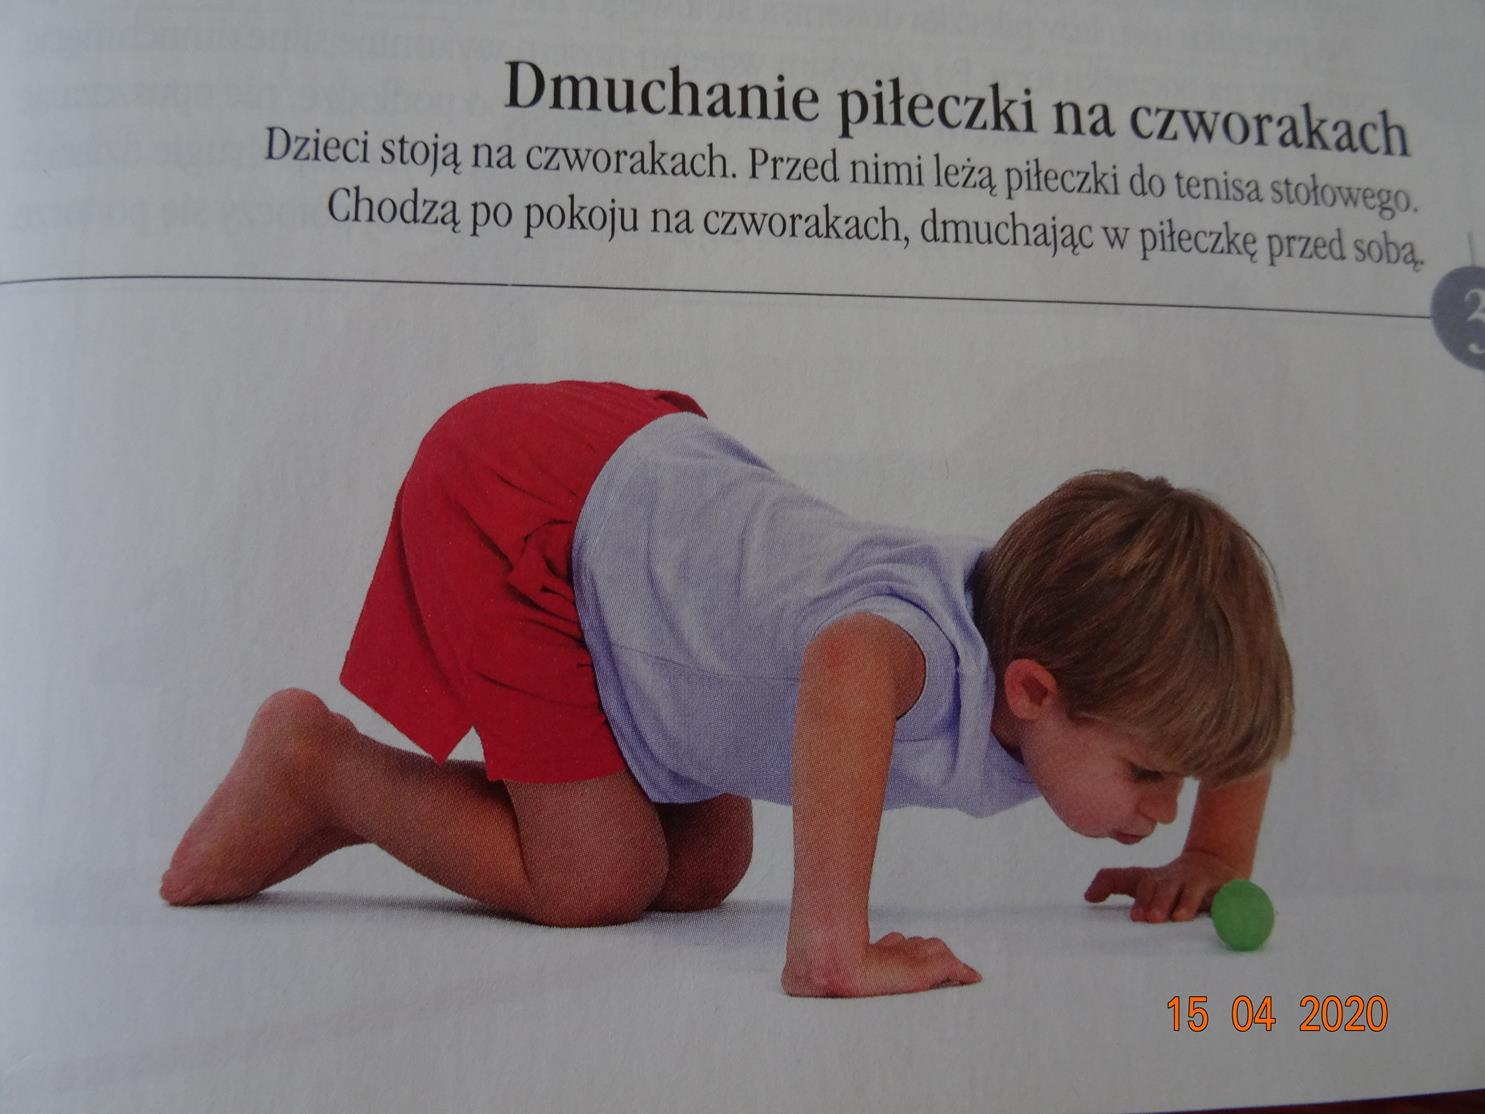 Dmuchanie piłeczki na czworakach
Dzieci stoją na czworakach. Przed nimi leżą piłeczki do tenisa stołowego.
Chodzą po pokoju na czworakach, dmuchając w piłeczkę przed sobą.
15 04 2020